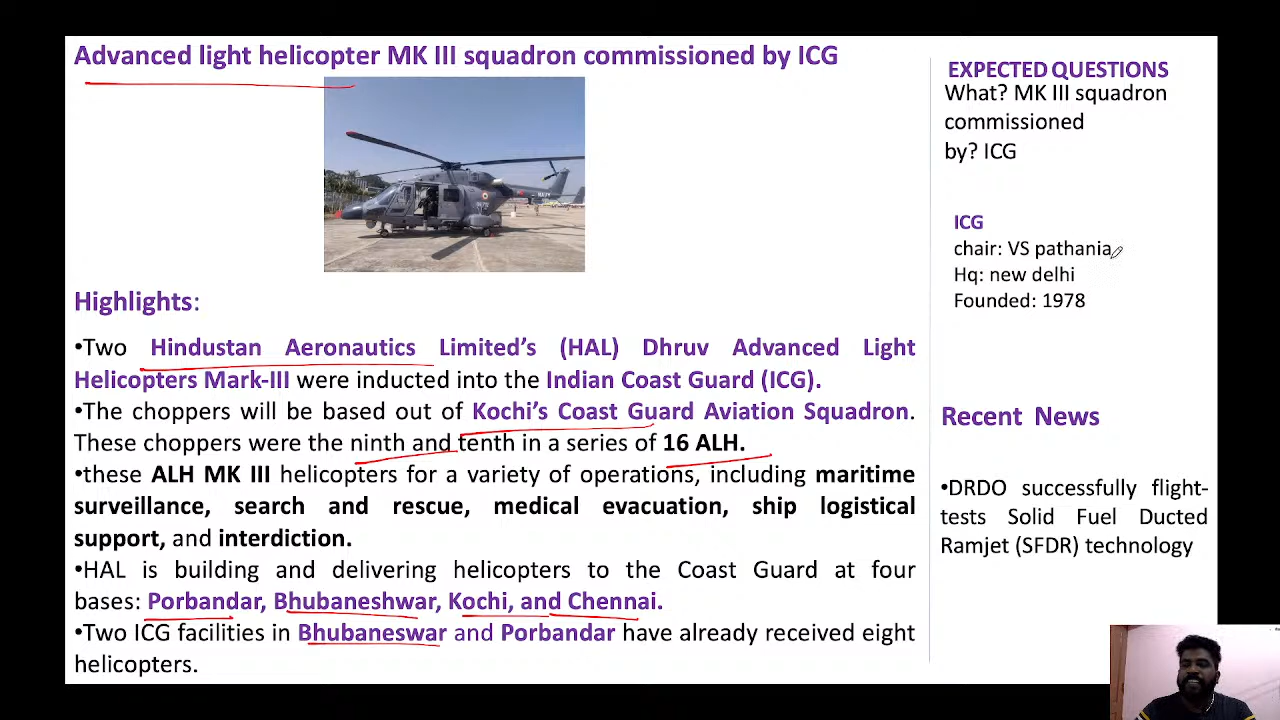 Advanced light helicopter MK III squadron commissioned by ICG
Highlights:
•Two Hindustan Aeronautics Limited's (HAL) Dhruv Advanced Light
Helicopters Mark-III were inducted into the Indian Coast Guard (ICG).
•The choppers will be based out of Kochi's Coast Guard Aviation Squadron.
These choppers were the ninth and tenth in a series of 16 ALH.
•these ALH MK III helicopters for a variety of operations, including maritime
surveillance, search and rescue, medical evacuation, ship logistical
support, and interdiction.
•HAL is building and delivering helicopters to the Coast Guard at four
bases: Porbandar, Bhubaneshwar, Kochi, and Chennai.
•Two ICG facilities in Bhubaneswar and Porbandar have already received eight
helicopters.
EXPECTED QUESTIONS
What? MK III squadron
commissioned
by? ICG
ICG
chair: VS pathania
Hq: new delhi
Founded: 1978
Recent News
•DRDO successfully flight-
tests Solid Fuel Ducted
Ramjet (SFDR) technology